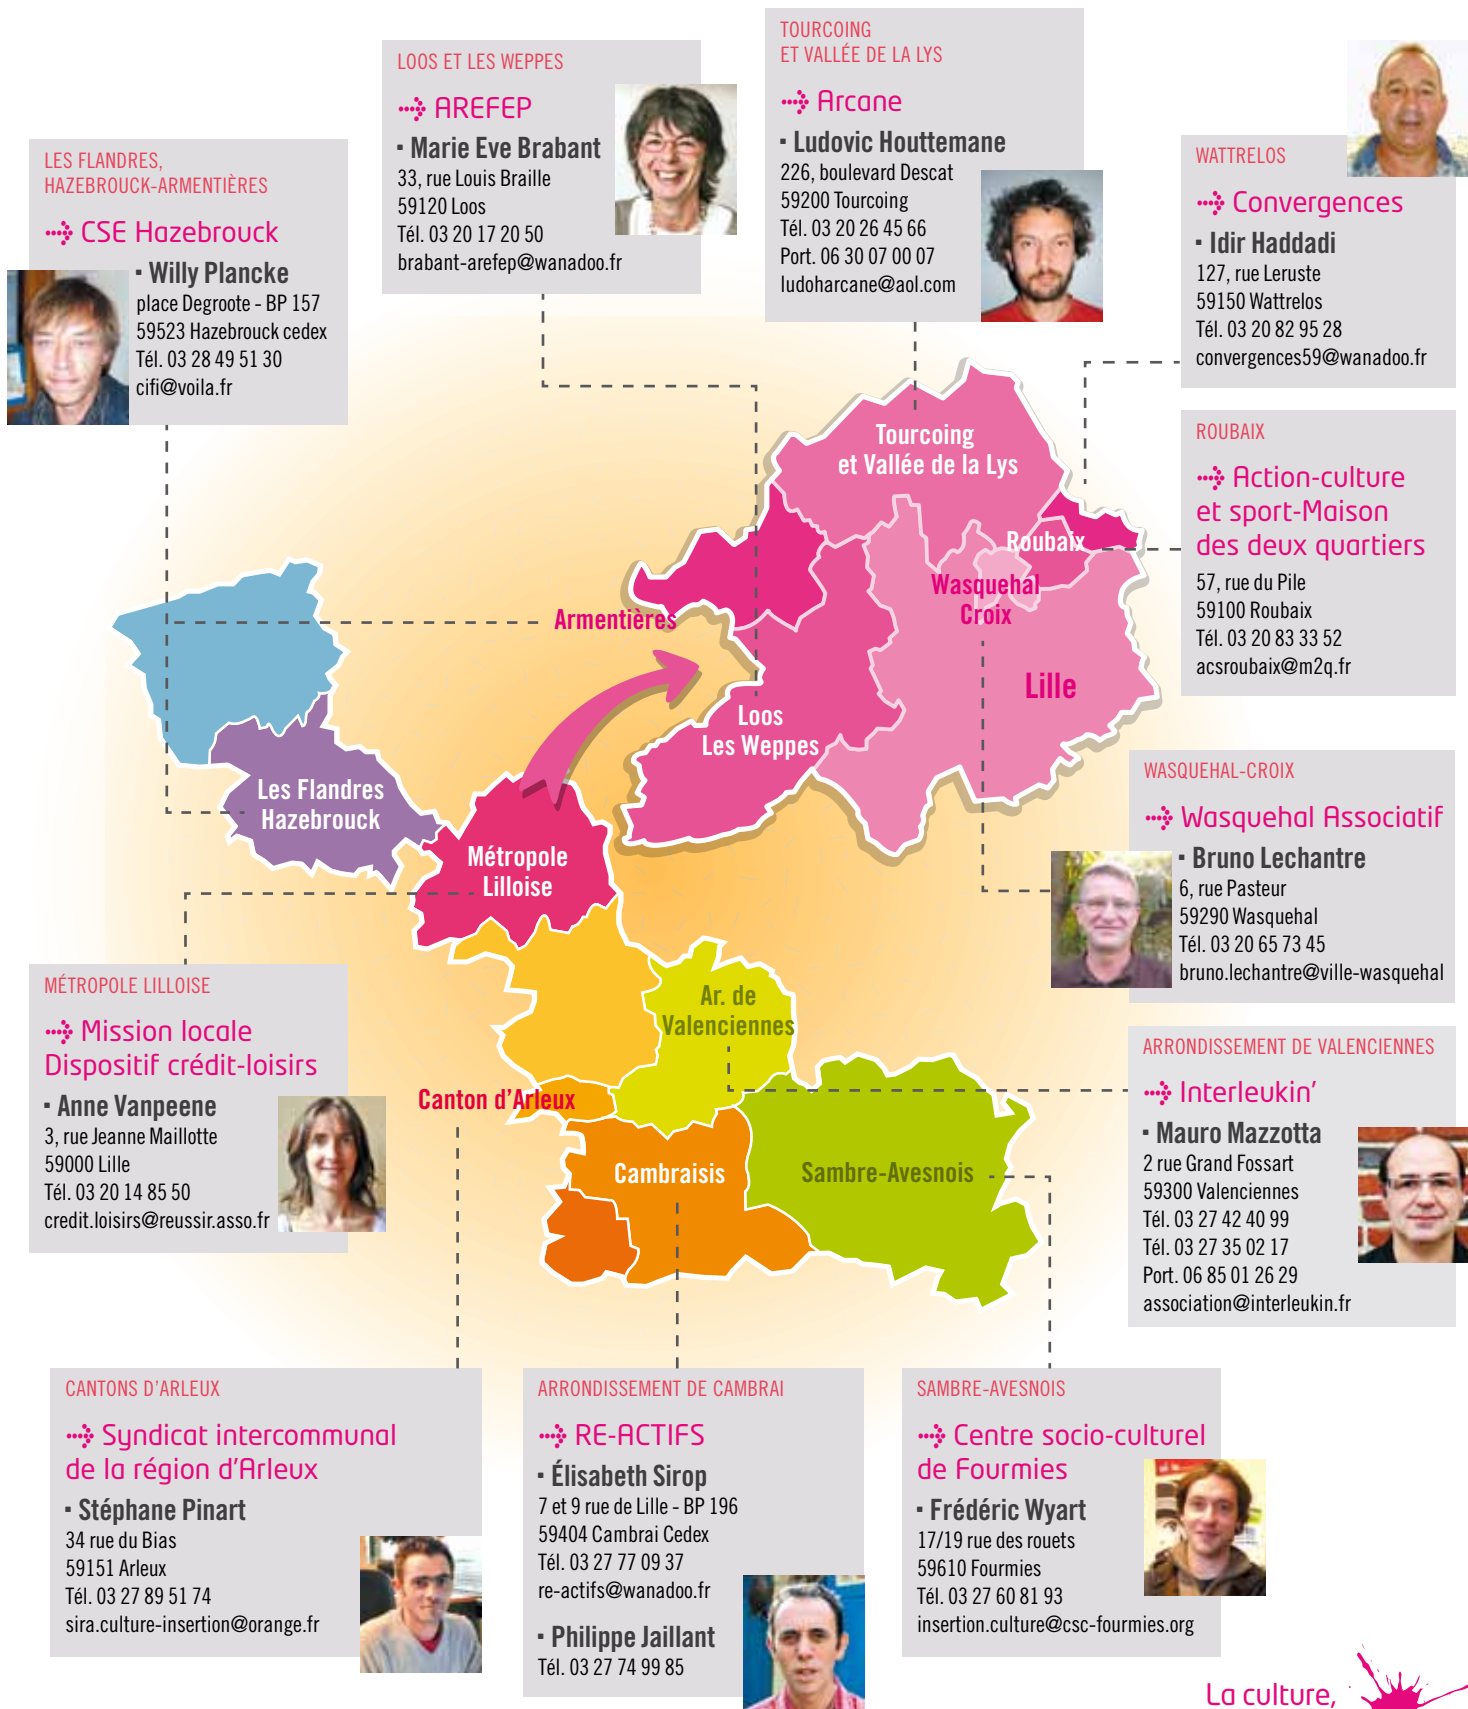 LOOS ET LES WEPPES
AREFEP
▪ Marie Eve Brabant
33, rue Louis Braille
59120 Loos
Tél. 03 20 17 20 50
brabant-arefep@wanadoo.fr
TOURCOING
ET VALLÉE DE LA LYS
Arcane
▪ Ludovic Houttemane
226, boulevard Descat
59200 Tourcoing
Tél. 03 20 26 45 66
Port. 06 30 07 00 07
ludoharcane@aol.com
WATTRELOS
Convergences
▪ Idir Haddadi
127, rue Leruste
59150 Wattrelos
Tél. 03 20 82 95 28
convergences59@wanadoo.fr
LES FLANDRES,
HAZEBROUCK-ARMENTIÈRES
CSE Hazebrouck
▪ Willy Plancke
place Degroote - BP 157
59523 Hazebrouck cedex
Tél. 03 28 49 51 30
cifi@voila.fr
ROUBAIX
Action-culture
et sport-Maison
des deux quartiers
57, rue du Pile
59100 Roubaix
Tél. 03 20 83 33 52
acsroubaix@m2q.fr
Tourcoing
et Vallée de la Lys
Roubaix
Wasquehal
Croix
Armentières
Lille
Loos
Les Weppes
Les Flandres
Hazebrouck
Métropole
Lilloise
Ar. de
Valenciennes
Canton d'Arleux
Cambraisis
Sambre-Avesnois
WASQUEHAL-CROIX
Wasquehal Associatif
▪ Bruno Lechantre
6, rue Pasteur
59290 Wasquehal
Tél. 03 20 65 73 45
bruno.lechantre@ville-wasquehal
MÉTROPOLE LILLOISE
Mission locale
Dispositif crédit-loisirs
▪ Anne Vanpeene
3, rue Jeanne Maillotte
59000 Lille
Tél. 03 20 14 85 50
credit.loisirs@reussir.asso.fr
ARRONDISSEMENT DE VALENCIENNES
Interleukin'
▪ Mauro Mazzotta
2 rue Grand Fossart
59300 Valenciennes
Tél. 03 27 42 40 99
Tél. 03 27 35 02 17
Port. 06 85 01 26 29
association@interleukin.fr
CANTONS D'ARLEUX
Syndicat intercommunal
de la région d'Arleux
▪ Stéphane Pinart
34 rue du Bias
59151 Arleux
Tél. 03 27 89 51 74
sira.culture-insertion@orange.fr
ARRONDISSEMENT DE CAMBRAI
RE-ACTIFS
▪ Élisabeth Sirop
7 et 9 rue de Lille - BP 196
59404 Cambrai Cedex
Tél. 03 27 77 09 37
re-actifs@wanadoo.fr
▪ Philippe Jaillant
Tél. 03 27 74 99 85
SAMBRE-AVESNOIS
Centre socio-culturel
de Fourmies
▪ Frédéric Wyart
17/19 rue des rouets
59610 Fourmies
Tél. 03 27 60 81 93
insertion.culture@csc-fourmies.org
La culture,